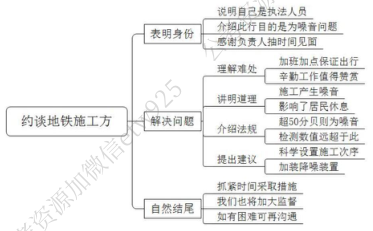 约谈地铁施工方
表明身份
说明自己是执法人员
介绍此行目的是为噪音问题
感谢负责人抽时间见面
解决问题
理解难处
加班加点保证出行
辛勤工作值得赞赏
讲明道理
施工产生噪音
影响了居民休息
介绍法规
超50分贝则为噪音
检测数值远超于此
提出建议
科学设置施工次序
加装降噪装置
自然结尾
抓紧时间采取措施
我们也将加大监督
如有困难可再沟通